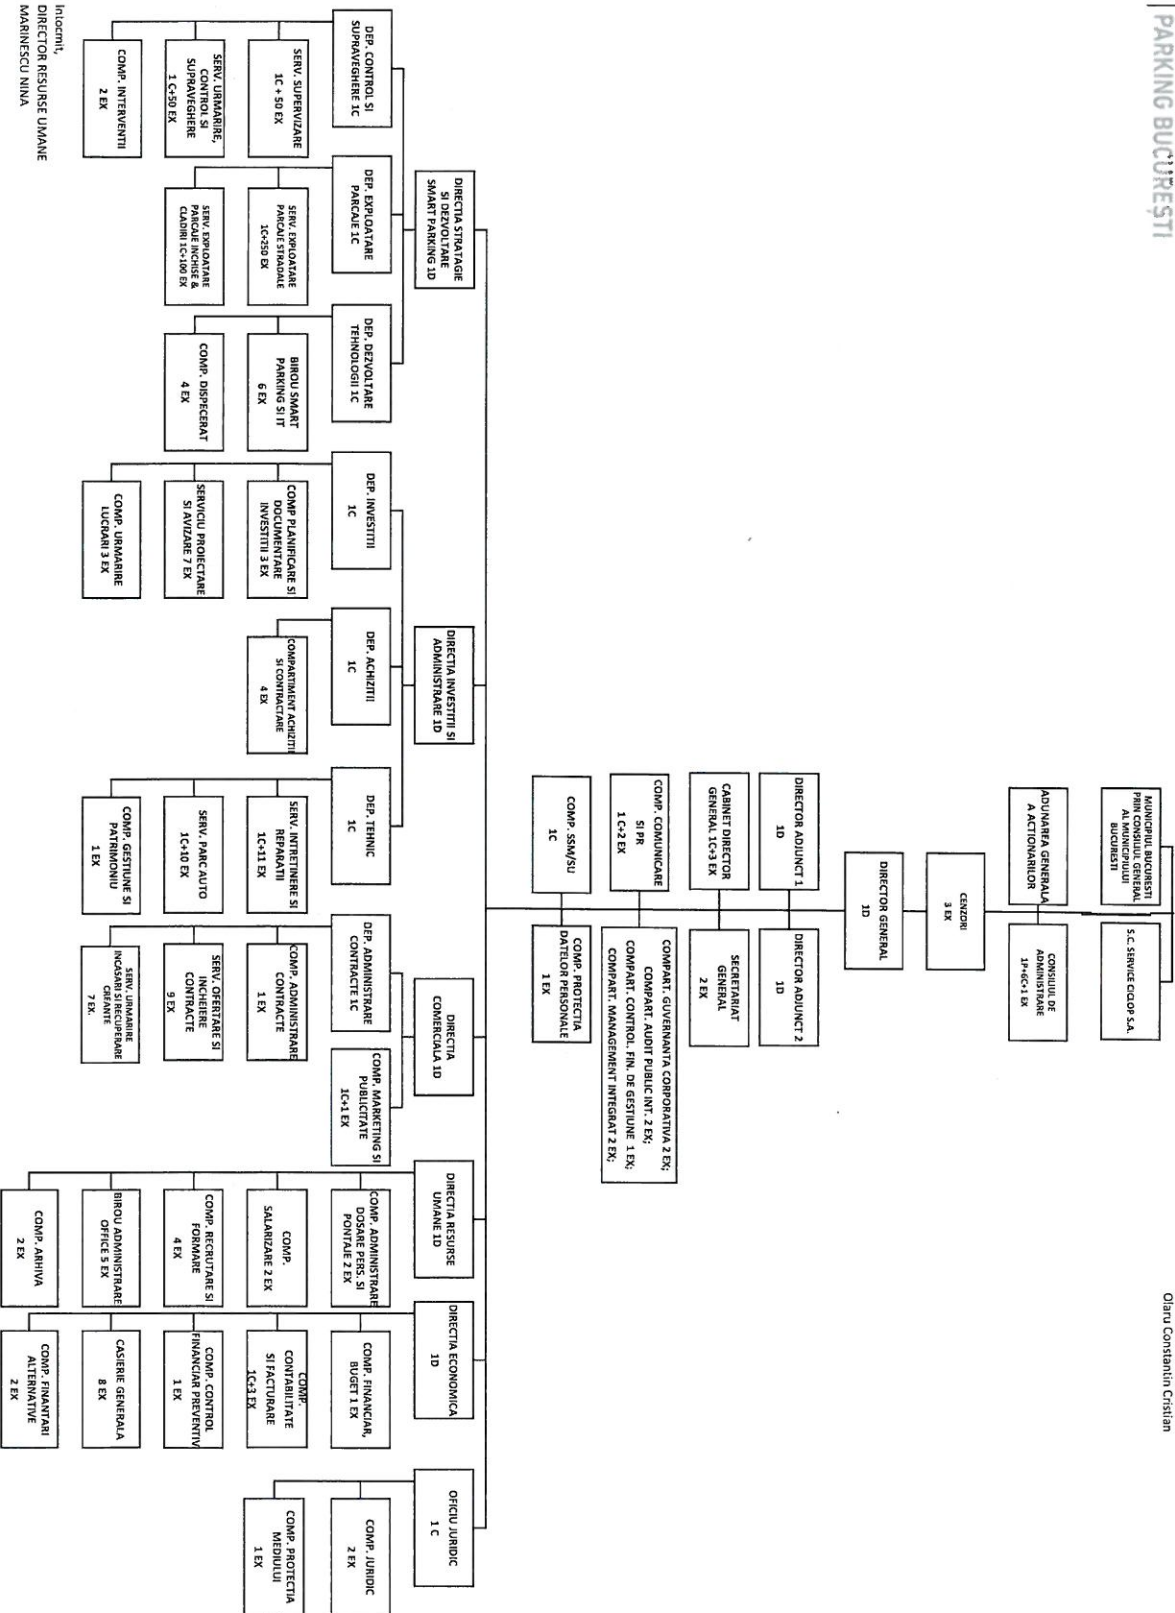 PARKING BUCUREȘTI
Olaru Constantin Cristian
MUNICIPIUL BUCURESTI
PRIN CONSILIUL GENERAL
AL MUNICIPIULUI
BUCURESTI
S.C. SERVICE CICLOP S.A.
ADUNAREA GENERALA
A ACTIONARILOR
CONSILIUL DE
ADMINISTRARE
1P+6C+1 EX
CENZORI
3 EX
DIRECTOR GENERAL
1D
DIRECTOR ADJUNCT 1
1D
DIRECTOR ADJUNCT 2
1D
CABINET DIRECTOR
GENERAL 1C+3 EX
SECRETARIAT
GENERAL
2 EX
COMP. COMUNICARE
SI PR
1 C+2 EX
COMPART. GUVERNANTA CORPORATIVA 2 EX;
COMPART. AUDIT PUBLIC INT. 2 EX;
COMPART. CONTROL. FIN. DE GESTIUNE 1 EX;
COMPART. MANAGEMENT INTEGRAT 2 EX;
COMP. SSM/SU
1C
COMP. PROTECTIA
DATELOR PERSONALE
1 EX
DIRECTIA STRATAGIE
SI DEZVOLTARE
SMART PARKING 1D
DIRECTIA INVESTITII SI
ADMINISTRARE 1D
DIRECTIA
COMERCIALA 1D
DIRECTIA RESURSE
UMANE 1D
DIRECTIA ECONOMICA
1D
OFICIU JURIDIC
1 C
DEP. CONTROL SI
SUPRAVEGHERE 1C
DEP. EXPLOATARE
PARCAJE 1C
DEP. DEZVOLTARE
TEHNOLOGII 1C
DEP. INVESTITII
1C
DEP. ACHIZITII
1C
DEP. TEHNIC
1C
DEP. ADMINISTRARE
CONTRACTE 1C
COMP. MARKETING SI
PUBLICITATE
1C+1 EX
COMP. ADMINISTRARE
DOSARE PERS. SI
PONTAJE 2 EX
COMP. FINANCIAR,
BUGET 1 EX
COMP. JURIDIC
2 EX
SERV. SUPERVIZARE
1C + 50 EX
SERV. EXPLOATARE
PARCAJE STRADALE
1C+250 EX
BIROU SMART
PARKING SI IT
6 EX
COMP PLANIFICARE SI
DOCUMENTARE
INVESTITII 3 EX
COMPARTIMENT ACHIZITII
SI CONTRACTARE
4 EX
SERV. INTRETINERE SI
REPARATII
1C+11 EX
COMP. ADMINISTRARE
CONTRACTE
1 EX
COMP.
SALARIZARE 2 EX
COMP.
CONTABILITATE
SI FACTURARE
1C+3 EX
COMP. PROTECTIA
MEDIULUI
1 EX
SERV. URMARIRE,
CONTROL SI
SUPRAVEGHERE
1 C+50 EX
SERV. EXPLOATARE
PARCAJE INCHISE &
CLADIRI 1C+100 EX
COMP. DISPECERAT
4 EX
SERVICIU PROIECTARE
SI AVIZARE 7 EX
SERV. PARC AUTO
1C+10 EX
SERV. OFERTARE SI
INCHEIERE
CONTRACTE
9 EX
COMP. RECRUTARE SI
FORMARE
4 EX
COMP. CONTROL
FINANCIAR PREVENTIV
1 EX
COMP. INTERVENTII
2 EX
COMP. URMARIRE
LUCRARI 3 EX
COMP. GESTIUNE SI
PATRIMONIU
1 EX
SERV. URMARIRE
INCASARI SI RECUPERARE
CREANTE
7 EX.
BIROU ADMINISTRARE
OFFICE 5 EX
CASIERIE GENERALA
8 EX
COMP. ARHIVA
2 EX
COMP. FINANTARI
ALTERNATIVE
2 EX
Intocmit,
DIRECTOR RESURSE UMANE
MARINESCU NINA